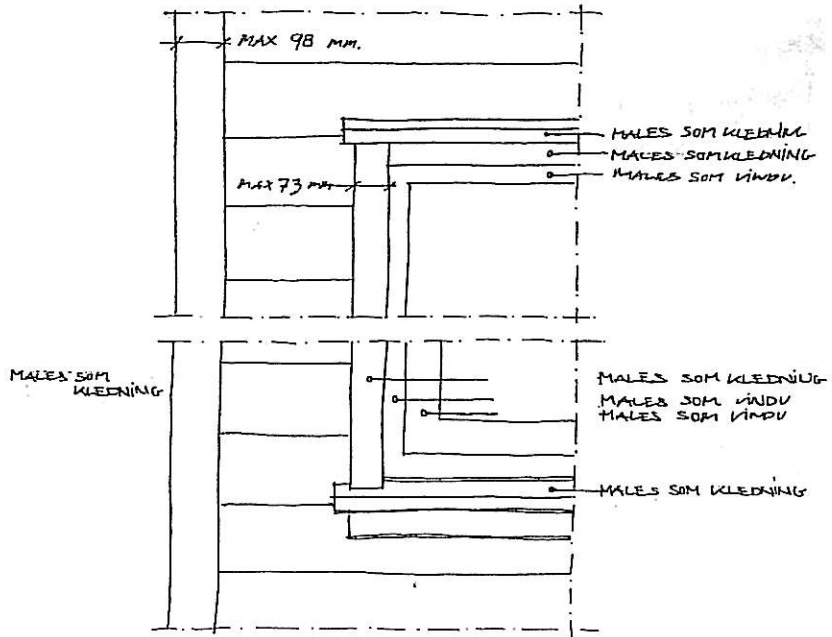 MAX 98 mm.
MALES SOM KLEDNING
MALES SOM KLEDNING
MALES SOM VINDU.
MAX 73 mm
MALES SOM
KLEDNING
MALES SOM KLEDNING
MALES SOM VINDU
MALES SOM VINDU
MALES SOM KLEDNING